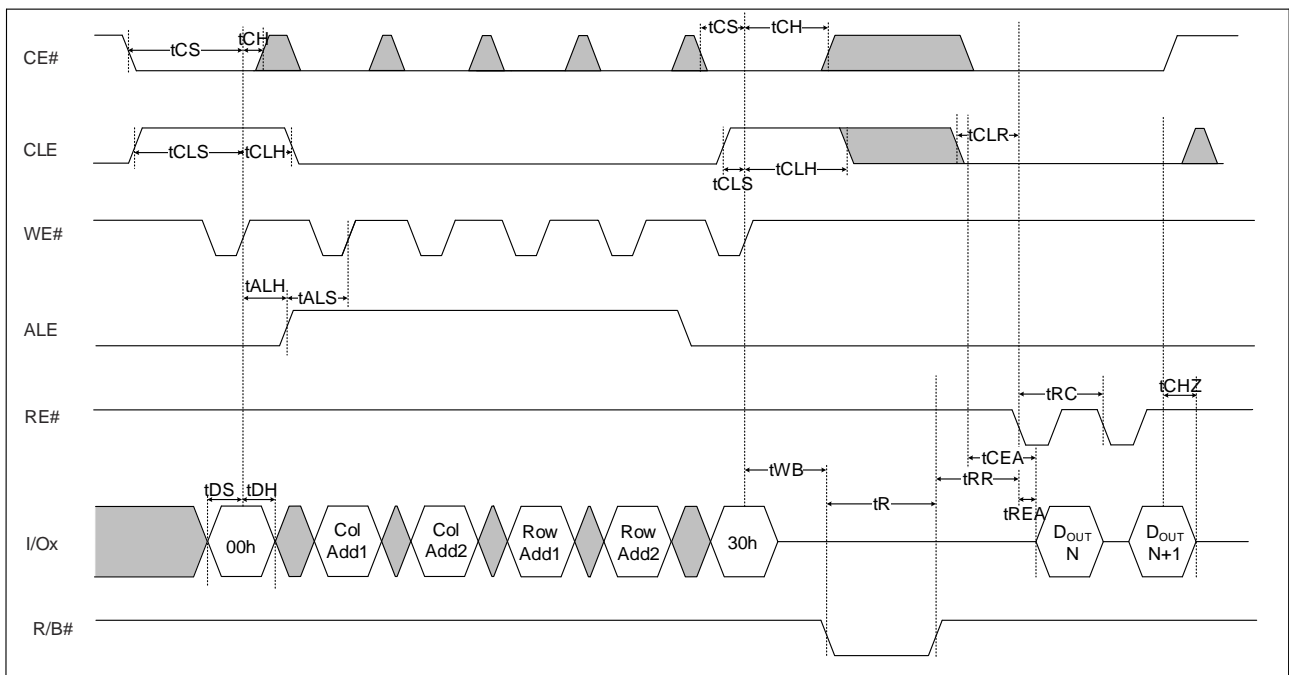 tCS tCH tCS tCH
CE#
CLE
tCLS tCLH tCLS tCLH tCLR
WE#
tALH tALS
ALE
RE#
tRC tCHZ
tCEA
tWB tRR
tDS tDH tR tREA
I/Ox
00h
Col
Add1
Col
Add2
Row
Add1
Row
Add2
30h
DOUT
N
DOUT
N+1
R/B#